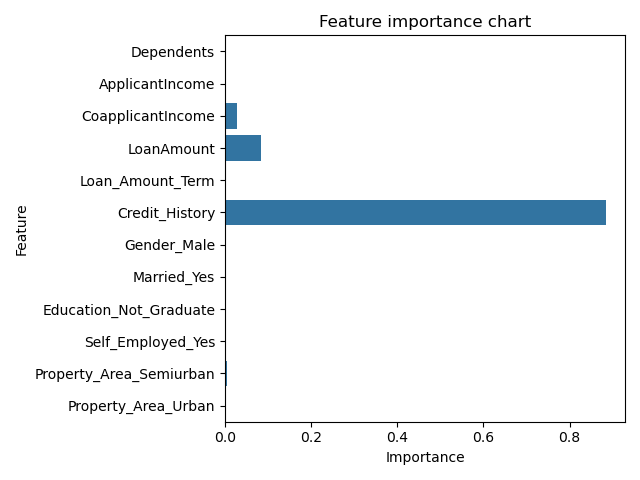 Feature importance chart
Dependents
ApplicantIncome
CoapplicantIncome
LoanAmount
Loan_Amount_Term
Credit_History
Gender_Male
Married_Yes
Education_Not_Graduate
Self_Employed_Yes
Property_Area_Semiurban
Property_Area_Urban
Feature
0.0 0.2 0.4 0.6 0.8
Importance